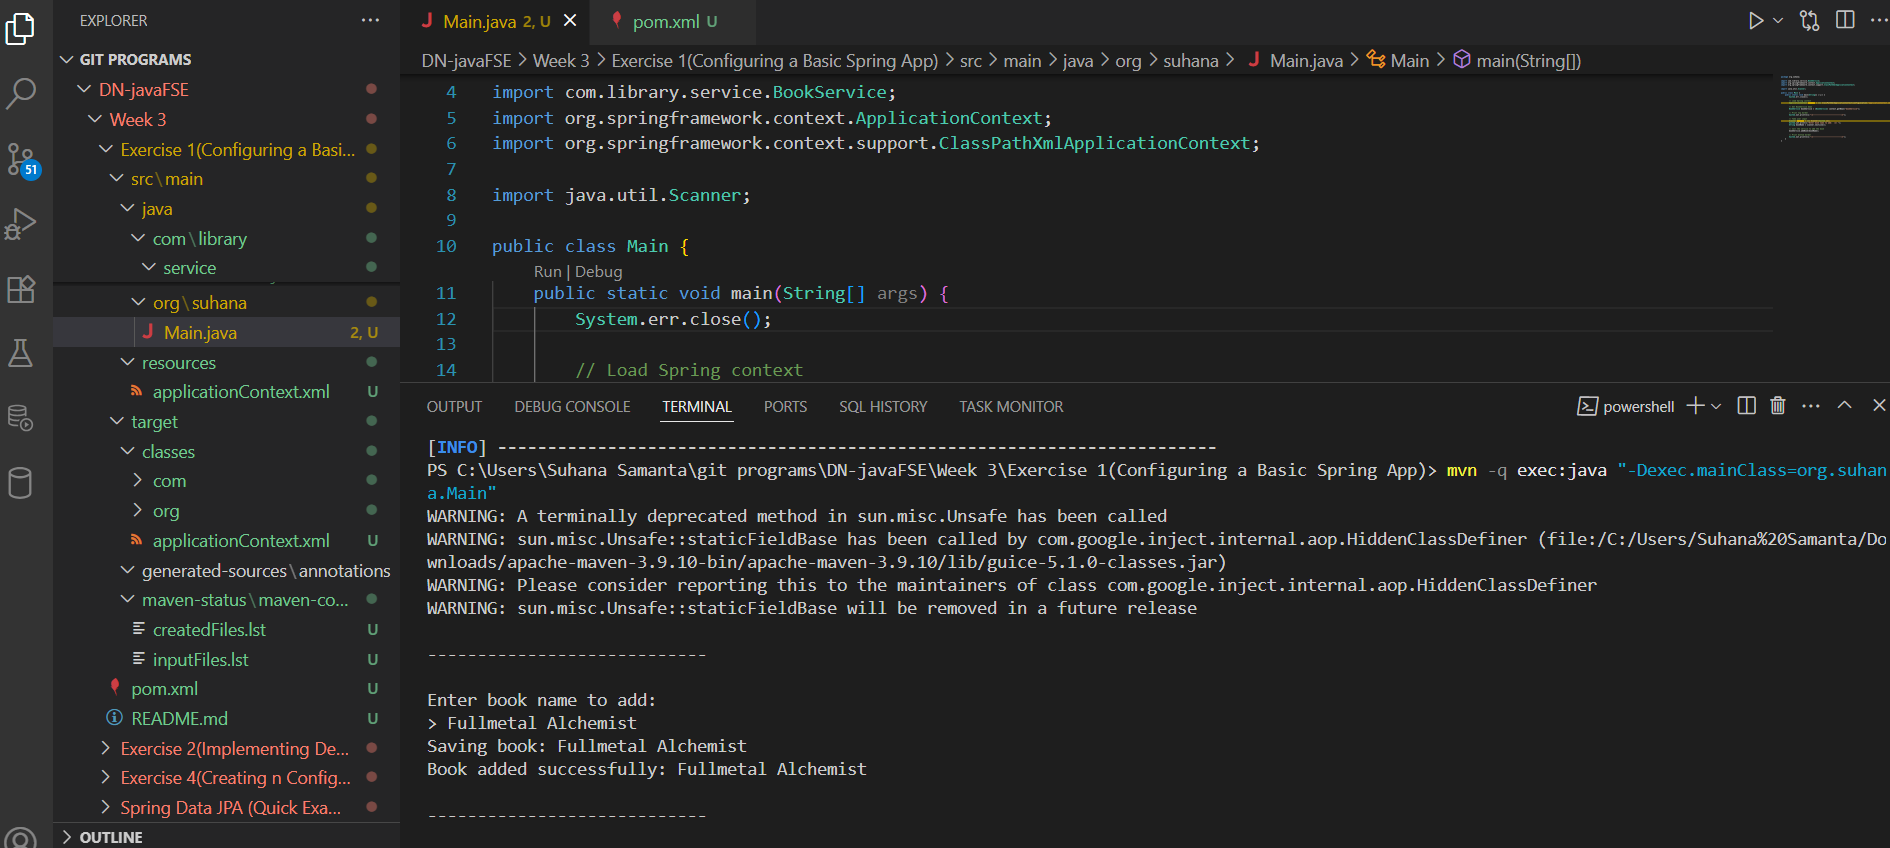 EXPLORER
GIT PROGRAMS
DN-javaFSE
Week 3
Exercise 1(Configuring a Basi...
src\main
java
com\library
service
org\suhana
Main.java 2, U
resources
applicationContext.xml U
target
classes
com
org
applicationContext.xml U
generated-sources\annotations
maven-status\maven-co...
createdFiles.lst U
inputFiles.lst U
pom.xml U
README.md U
Exercise 2(Implementing De...
Exercise 4(Creating n Config...
Spring Data JPA (Quick Exa...
OUTLINE
51
Main.java 2, U
pom.xml U
DN-javaFSE > Week 3 > Exercise 1(Configuring a Basic Spring App) > src > main > java > org > suhana > Main.java > Main > main(String[])
4 import com.library.service.BookService;
5 import org.springframework.context.ApplicationContext;
6 import org.springframework.context.support.ClassPathXmlApplicationContext;
7
8 import java.util.Scanner;
9
10 public class Main {
Run | Debug
11 public static void main(String[] args) {
12 System.err.close();
13
14 // Load Spring context
OUTPUT DEBUG CONSOLE TERMINAL PORTS SQL HISTORY TASK MONITOR
powershell
[INFO] ------------------------------------------------------------------------
PS C:\Users\Suhana Samanta\git programs\DN-javaFSE\Week 3\Exercise 1(Configuring a Basic Spring App)> mvn -q exec:java "-Dexec.mainClass=org.suhan
a.Main"
WARNING: A terminally deprecated method in sun.misc.Unsafe has been called
WARNING: sun.misc.Unsafe::staticFieldBase has been called by com.google.inject.internal.aop.HiddenClassDefiner (file:/C:/Users/Suhana%20Samanta/Do
wnloads/apache-maven-3.9.10-bin/apache-maven-3.9.10/lib/guice-5.1.0-classes.jar)
WARNING: Please consider reporting this to the maintainers of class com.google.inject.internal.aop.HiddenClassDefiner
WARNING: sun.misc.Unsafe::staticFieldBase will be removed in a future release
----------------------------
Enter book name to add:
> Fullmetal Alchemist
Saving book: Fullmetal Alchemist
Book added successfully: Fullmetal Alchemist
----------------------------